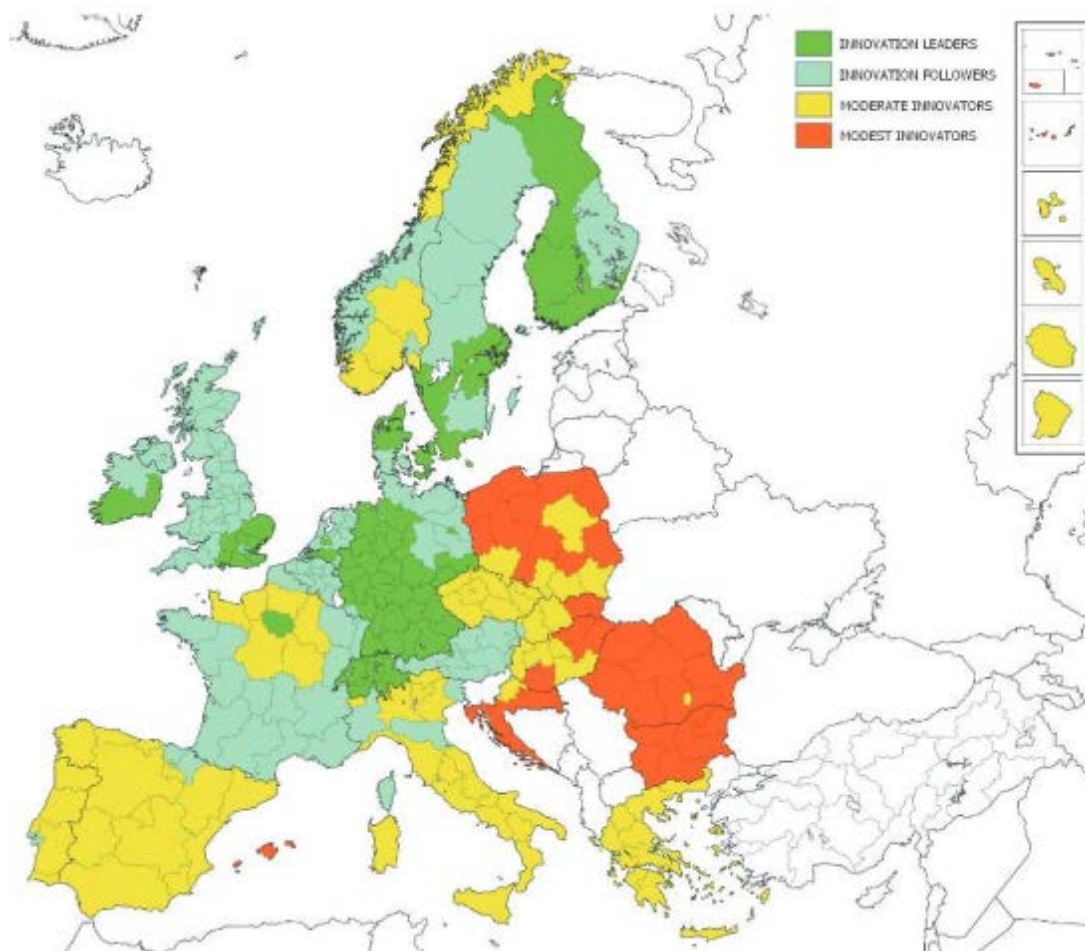 INNOVATION LEADERS
INNOVATION FOLLOWERS
MODERATE INNOVATORS
MODEST INNOVATORS